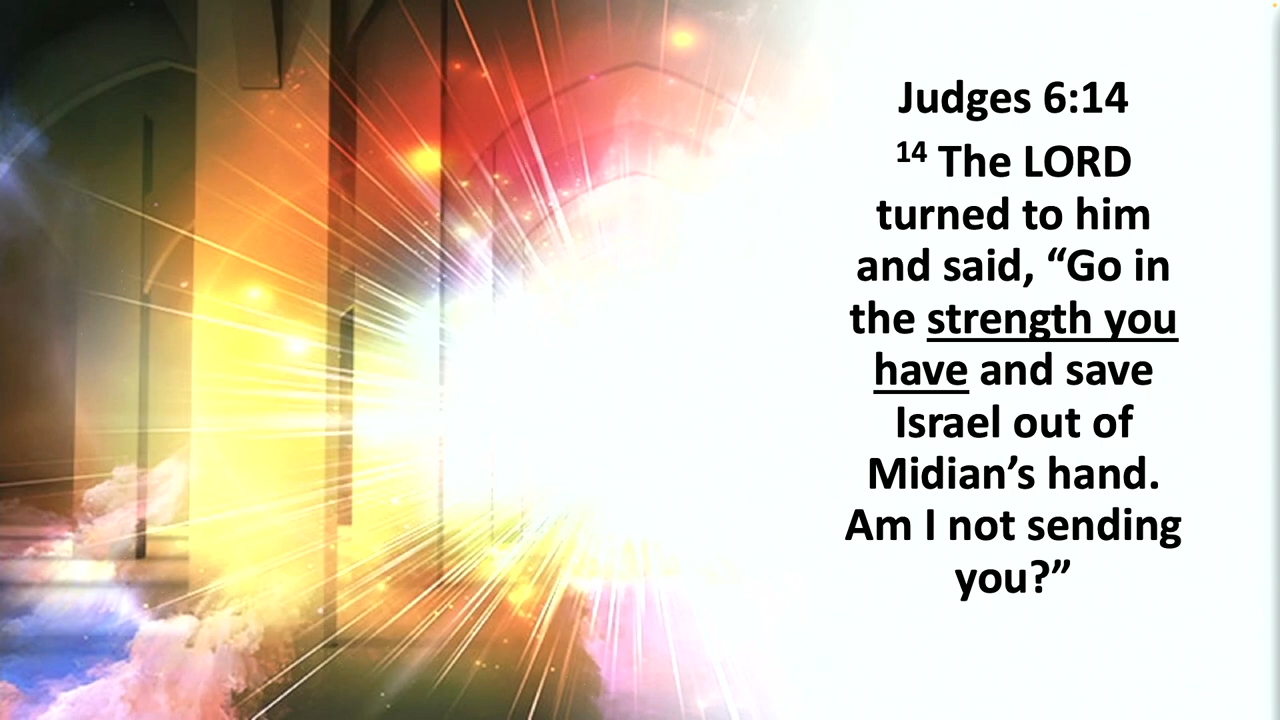 Judges 6:14
14 The LORD
turned to him
and said, “Go in
the strength you
have and save
Israel out of
Midian’s hand.
Am I not sending
you?”